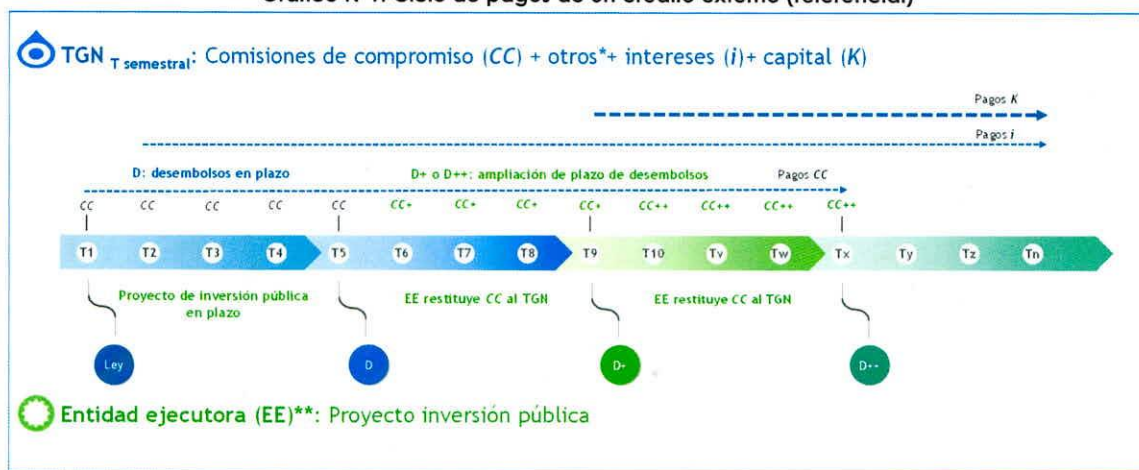 TGN T semestral: Comisiones de compromiso (CC) + otros*+ intereses (i)+ capital (K)
Pagos K
Pagos i
D: desembolsos en plazo
D+ o D++: ampliación de plazo de desembolsos
Pagos CC
CC CC CC CC CC CC+ CC+ CC+ CC+ CC++ CC++ CC++ CC++
T1 T2 T3 T4 T5 T6 T7 T8 T9 T10 Tv Tw Tx Ty Tz Tn
Proyecto de inversión pública
en plazo
EE restituye CC al TGN
EE restituye CC al TGN
Ley
D
D+
D++
Entidad ejecutora (EE)**: Proyecto inversión pública